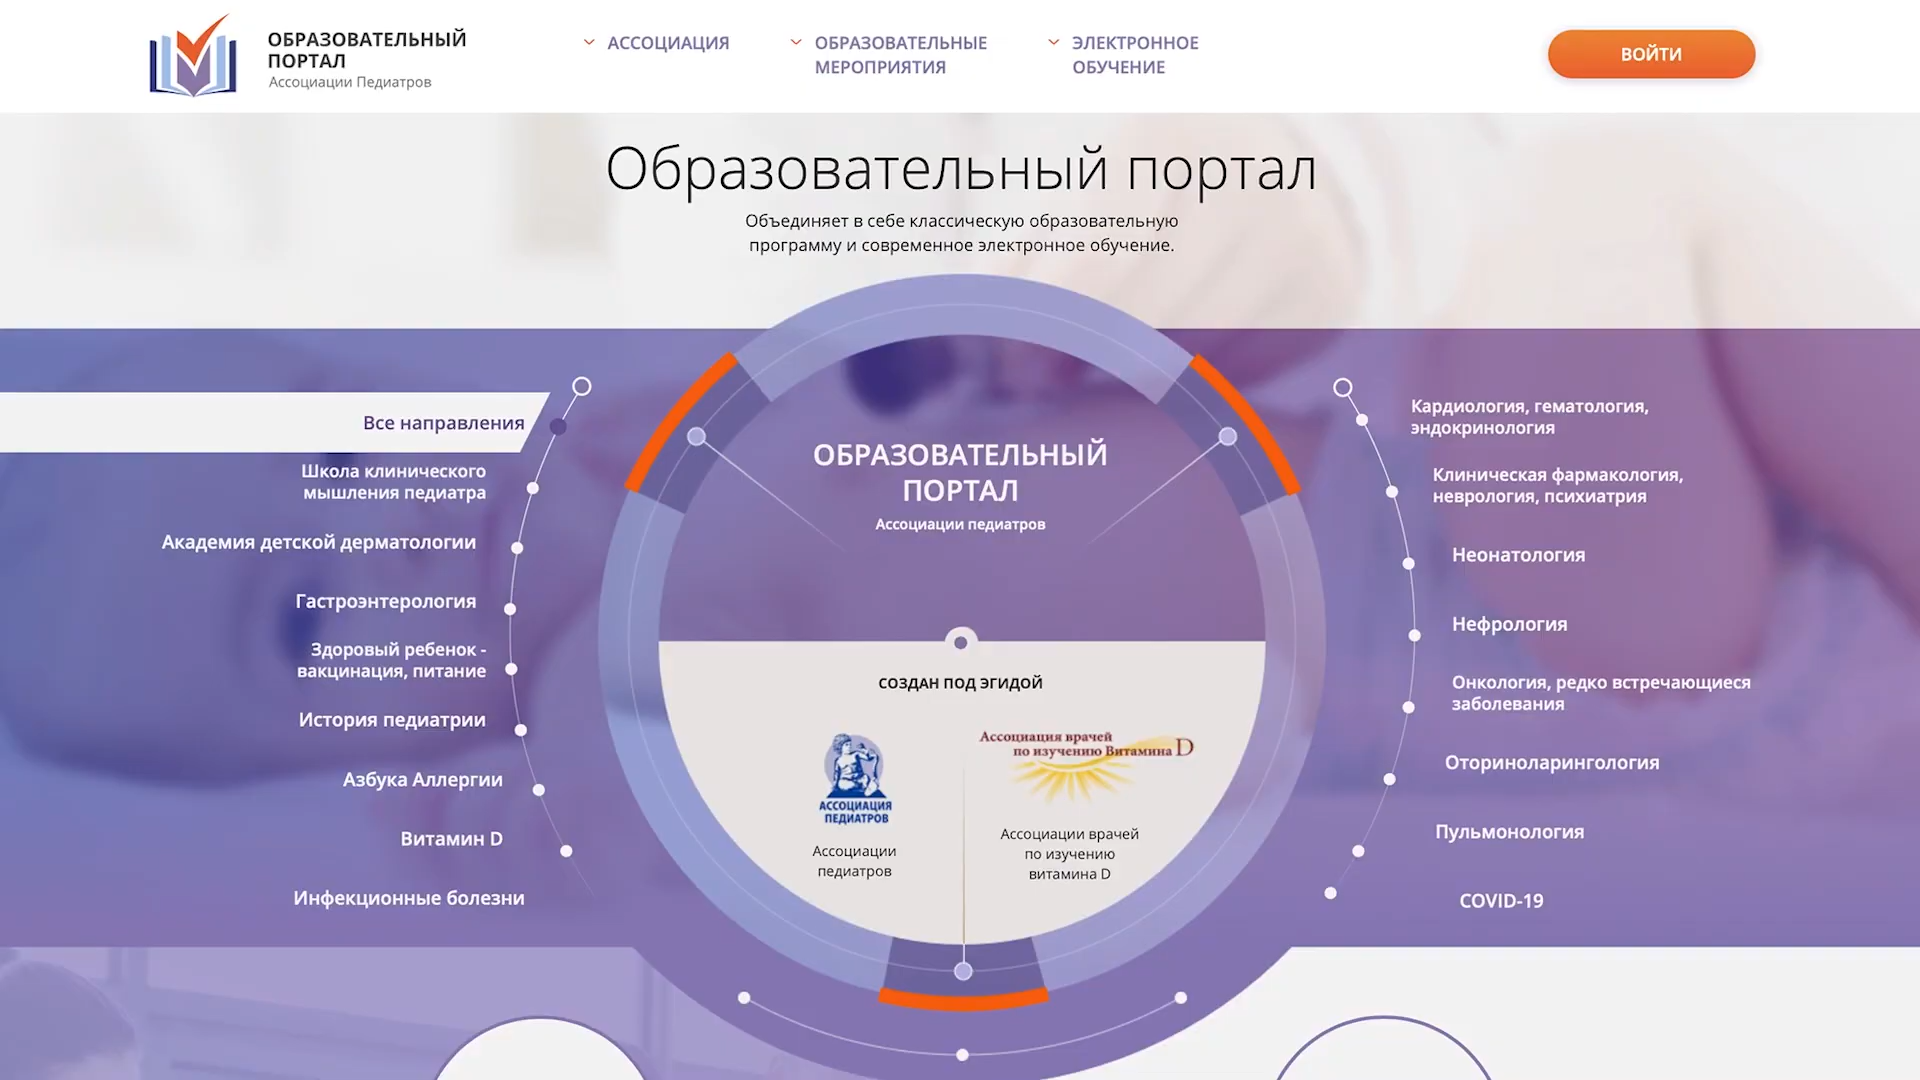 ОБРАЗОВАТЕЛЬНЫЙ
ПОРТАЛ
Ассоциации Педиатров
АССОЦИАЦИЯ
ОБРАЗОВАТЕЛЬНЫЕ
МЕРОПРИЯТИЯ
ЭЛЕКТРОННОЕ
ОБУЧЕНИЕ
ВОЙТИ
Образовательный портал
Объединяет в себе классическую образовательную
программу и современное электронное обучение.
Все направления
Школа клинического
мышления педиатра
Академия детской дерматологии
Гастроэнтерология
Здоровый ребенок -
вакцинация, питание
История педиатрии
Азбука Аллергии
Витамин D
Инфекционные болезни
ОБРАЗОВАТЕЛЬНЫЙ
ПОРТАЛ
Ассоциации педиатров
СОЗДАН ПОД ЭГИДОЙ
АССОЦИАЦИЯ
ПЕДИАТРОВ
Ассоциации
педиатров
Ассоциация врачей
по изучению Витамина D
Ассоциации врачей
по изучению
витамина D
Кардиология, гематология,
эндокринология
Клиническая фармакология,
неврология, психиатрия
Неонатология
Нефрология
Онкология, редко встречающиеся
заболевания
Оториноларингология
Пульмонология
COVID-19